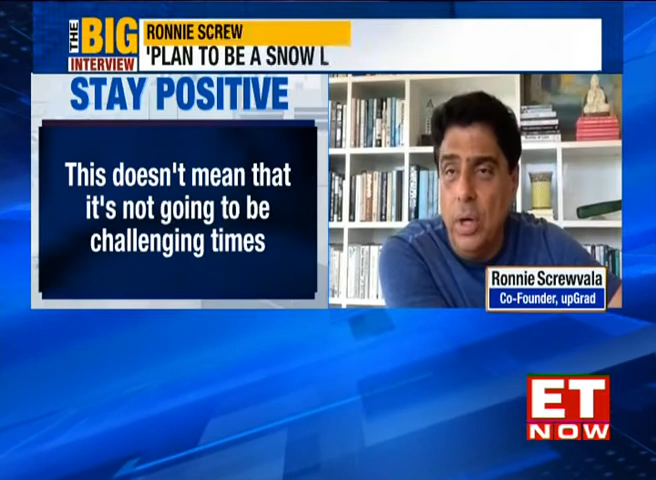 THE
BIG
INTERVIEW
RONNIE SCREW
'PLAN TO BE A SNOW L
STAY POSITIVE
This doesn't mean that
it's not going to be
challenging times
Ronnie Screwvala
Co-Founder, upGrad
ET
NOW